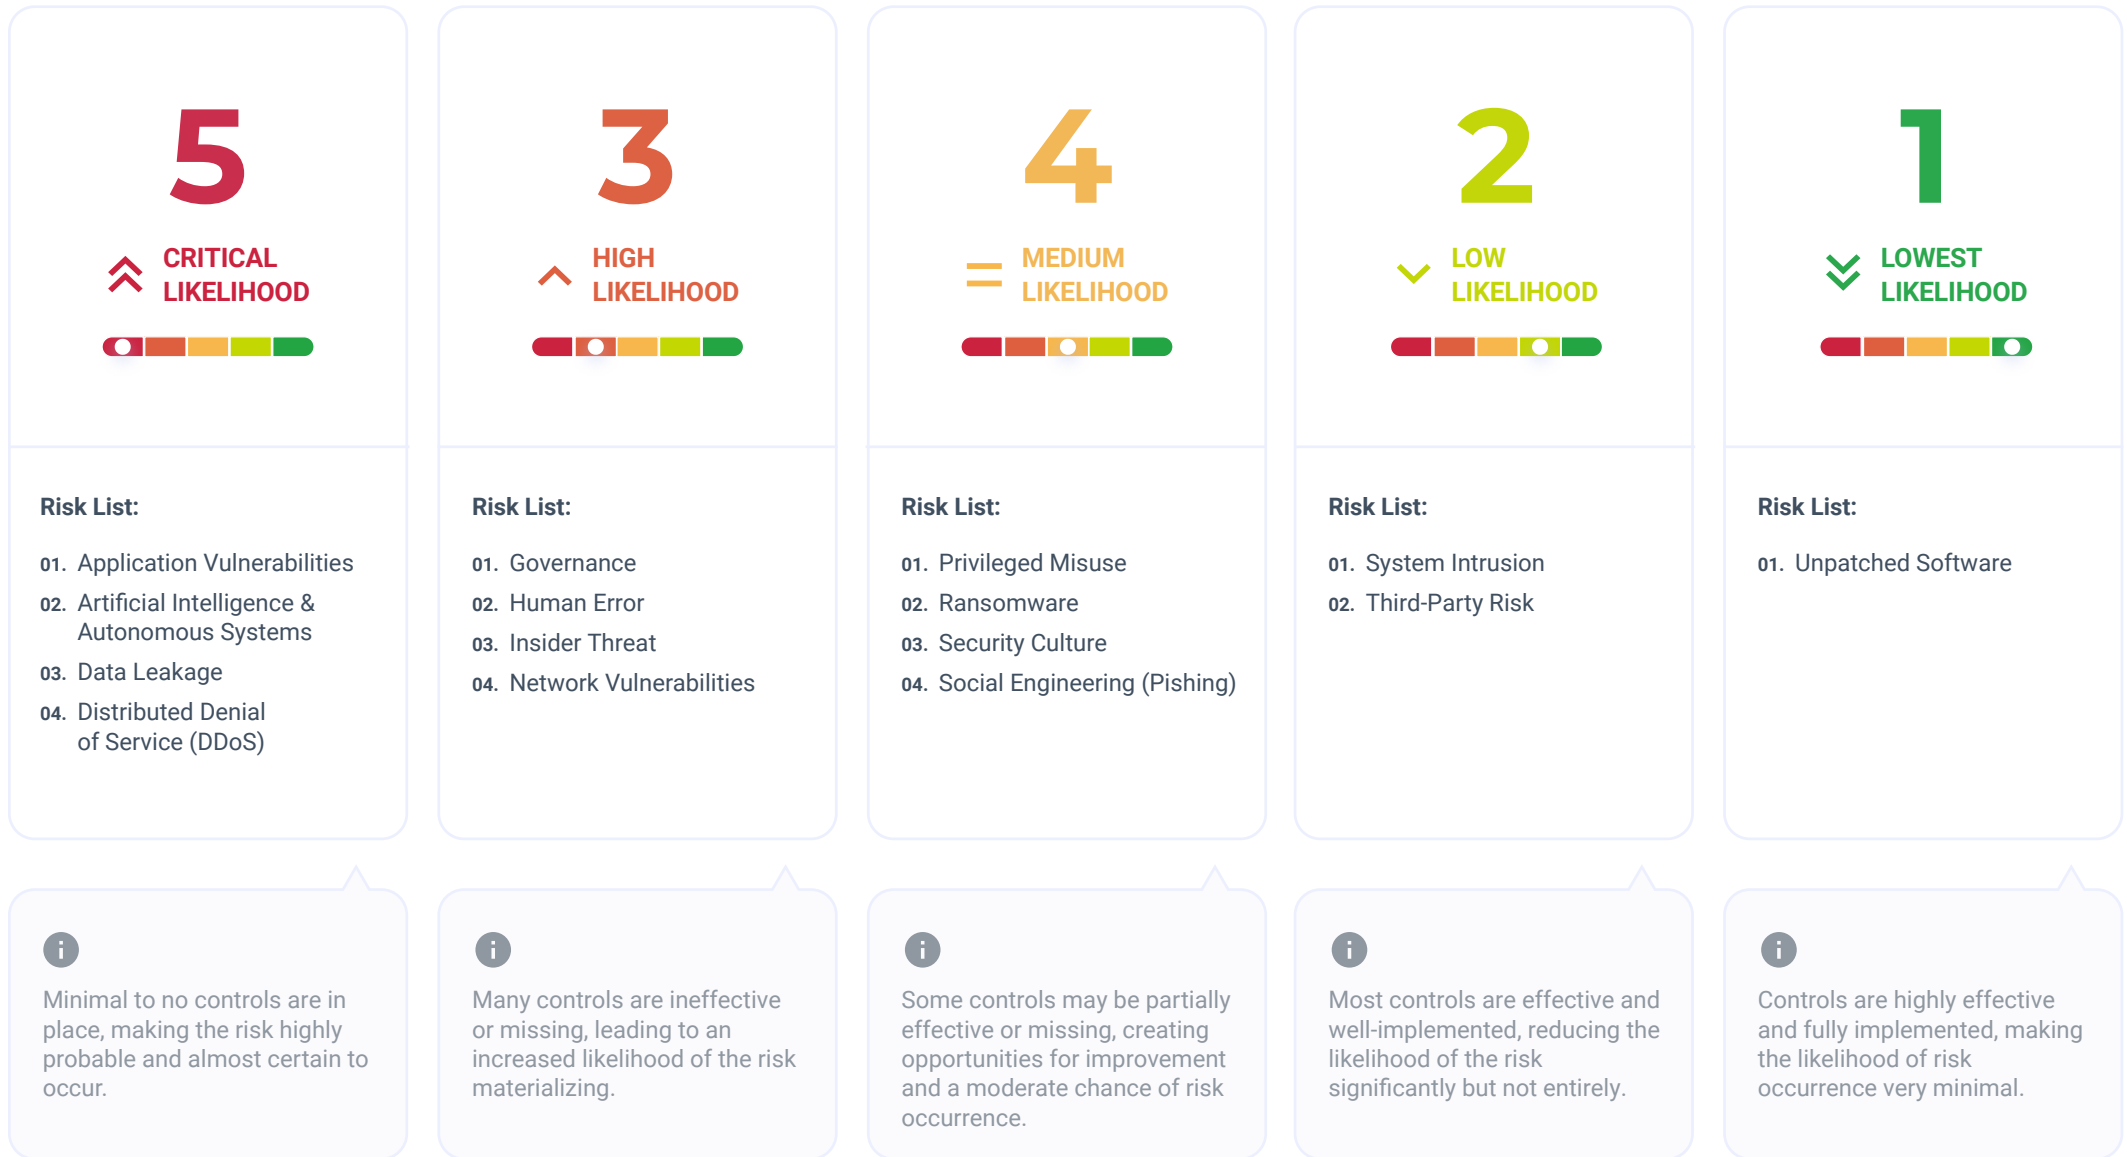 5
CRITICAL
LIKELIHOOD
Risk List:
01. Application Vulnerabilities
02. Artificial Intelligence &
Autonomous Systems
03. Data Leakage
04. Distributed Denial
of Service (DDoS)
Minimal to no controls are in
place, making the risk highly
probable and almost certain to
occur.
3
HIGH
LIKELIHOOD
Risk List:
01. Governance
02. Human Error
03. Insider Threat
04. Network Vulnerabilities
Many controls are ineffective
or missing, leading to an
increased likelihood of the risk
materializing.
4
MEDIUM
LIKELIHOOD
Risk List:
01. Privileged Misuse
02. Ransomware
03. Security Culture
04. Social Engineering (Pishing)
Some controls may be partially
effective or missing, creating
opportunities for improvement
and a moderate chance of risk
occurrence.
2
LOW
LIKELIHOOD
Risk List:
01. System Intrusion
02. Third-Party Risk
Most controls are effective and
well-implemented, reducing the
likelihood of the risk
significantly but not entirely.
1
LOWEST
LIKELIHOOD
Risk List:
01. Unpatched Software
Controls are highly effective
and fully implemented, making
the likelihood of risk
occurrence very minimal.